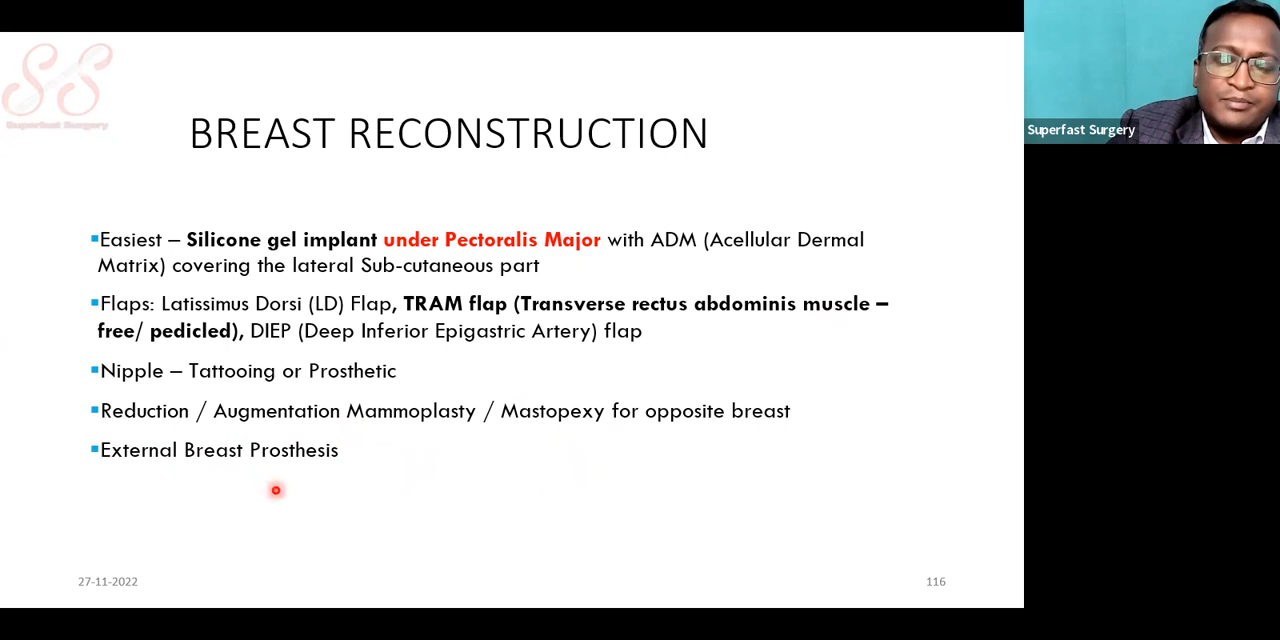 SS
Superfast Surgery
Superfast Surgery
BREAST RECONSTRUCTION
Easiest – Silicone gel implant under Pectoralis Major with ADM (Acellular Dermal
Matrix) covering the lateral Sub-cutaneous part
Flaps: Latissimus Dorsi (LD) Flap, TRAM flap (Transverse rectus abdominis muscle –
free/ pedicled), DIEP (Deep Inferior Epigastric Artery) flap
Nipple – Tattooing or Prosthetic
Reduction / Augmentation Mammoplasty / Mastopexy for opposite breast
External Breast Prosthesis
27-11-2022
116